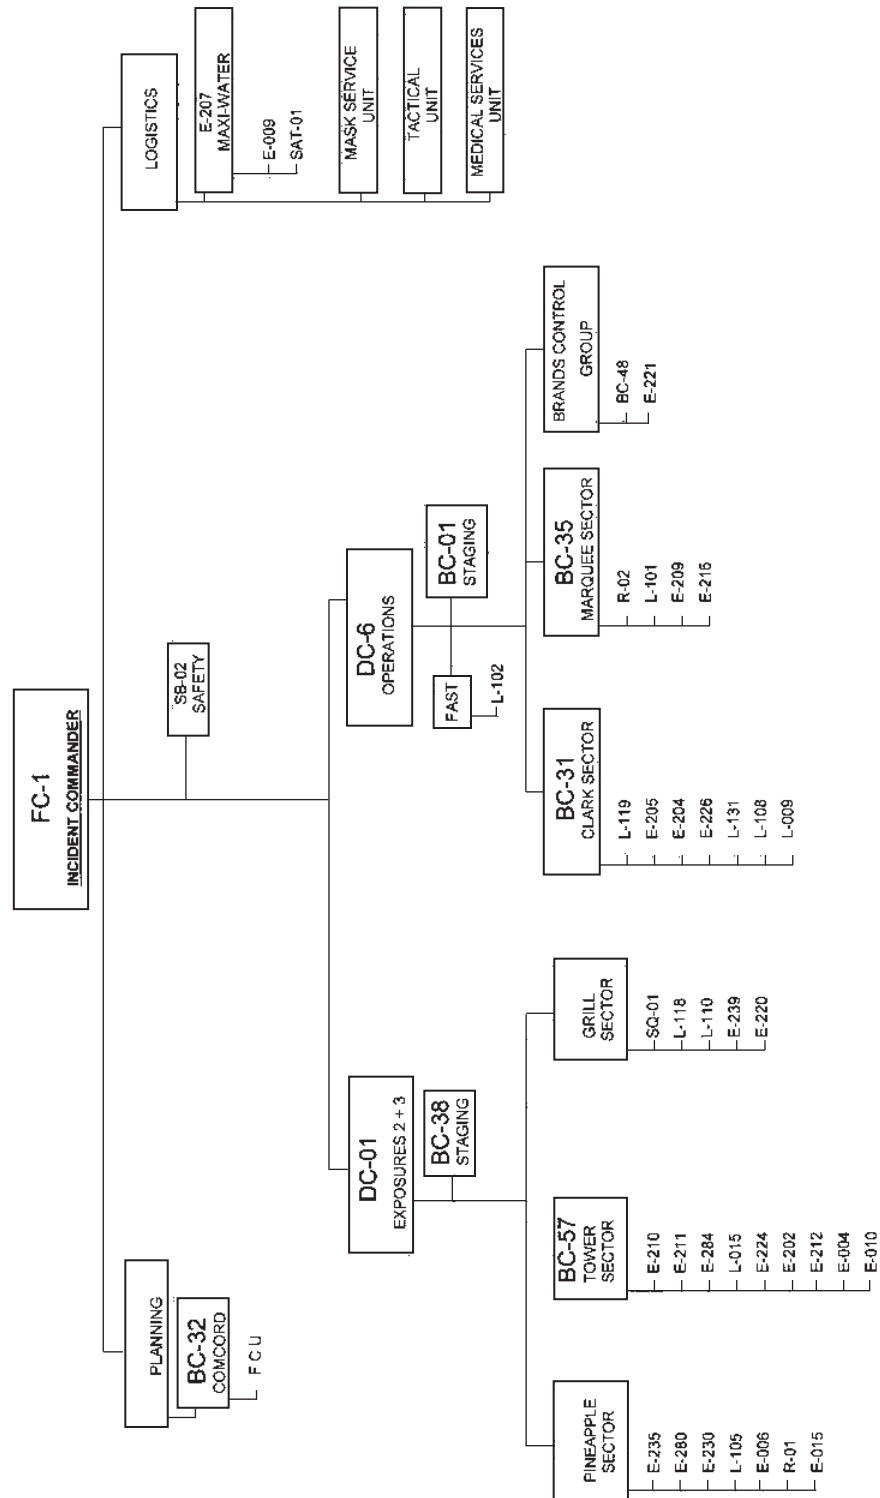 FC-1
INCIDENT COMMANDER
SB-02
SAFETY
PLANNING
BC-32
COMCORD
F C U
LOGISTICS
E-207
MAXI-WATER
E-009
SAT-01
MASK SERVICE
UNIT
TACTICAL
UNIT
MEDICAL SERVICES
UNIT
DC-01
EXPOSURES 2 + 3
BC-38
STAGING
DC-6
OPERATIONS
FAST
L-102
BC-01
STAGING
PINEAPPLE
SECTOR
E-235
E-280
E-230
L-105
E-006
R-01
E-015
BC-57
TOWER
SECTOR
E-210
E-211
E-284
L-015
E-224
E-202
E-212
E-004
E-010
GRILL
SECTOR
SQ-01
L-118
L-110
E-239
E-220
BC-31
CLARK SECTOR
L-119
E-205
E-204
E-226
L-131
L-108
L-009
BC-35
MARQUEE SECTOR
R-02
L-101
E-209
E-216
BRANDS CONTROL
GROUP
BC-48
E-221